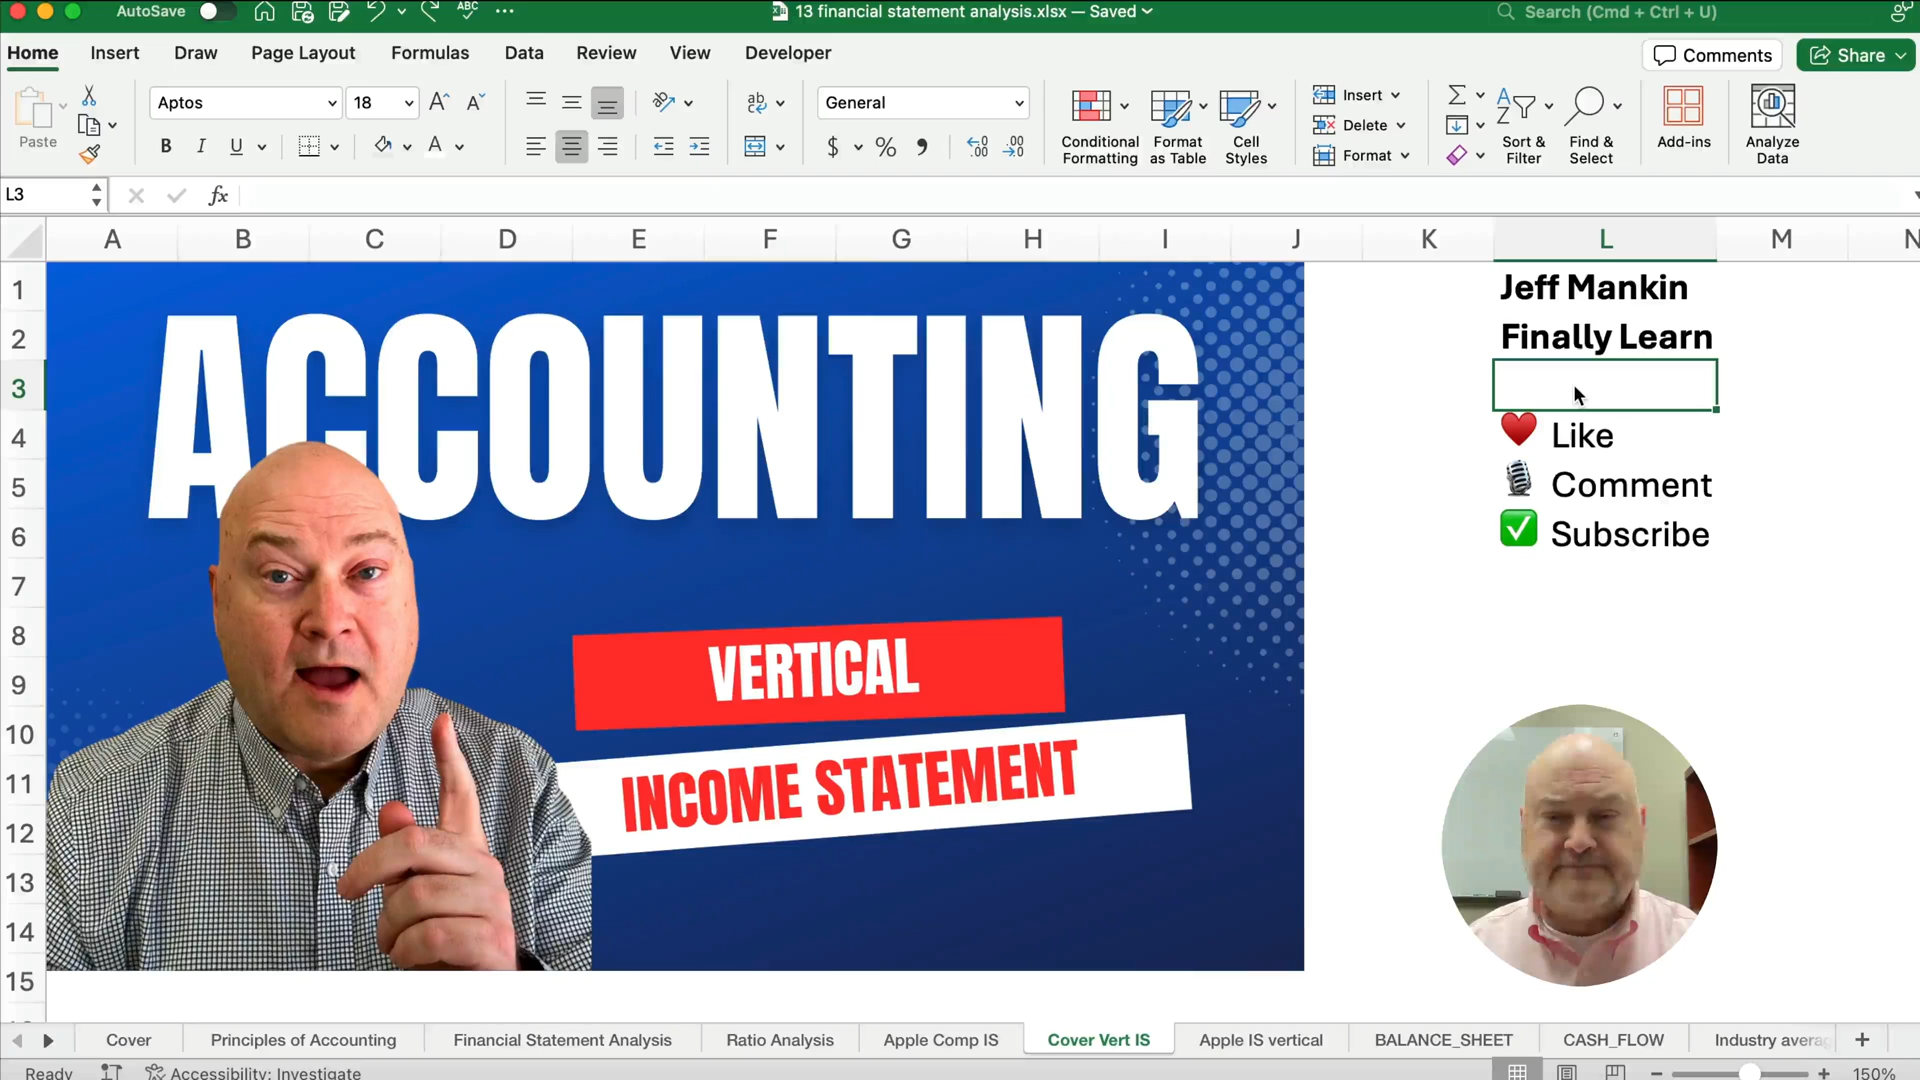 AutoSave
ABC
13 financial statement analysis.xlsx — Saved
Search (Cmd + Ctrl + U)
Home Insert Draw Page Layout Formulas Data Review View Developer
Comments
Share
Paste
Aptos
18
A A
ab
General
B I U A
$ % 9
Conditional Formatting
Format as Table
Cell Styles
Insert
Delete
Format
Sort & Filter
Find & Select
Add-ins
Analyze Data
L3
fx
A B C D E F G H I J K L M N
1
2
3
4
5
6
7
8
9
10
11
12
13
14
15
ACCOUNTING
VERTICAL
INCOME STATEMENT
Jeff Mankin
Finally Learn
Like
Comment
Subscribe
Cover Principles of Accounting Financial Statement Analysis Ratio Analysis Apple Comp IS Cover Vert IS Apple IS vertical BALANCE_SHEET CASH_FLOW Industry avera
Ready
Accessibility: Investigate
150%